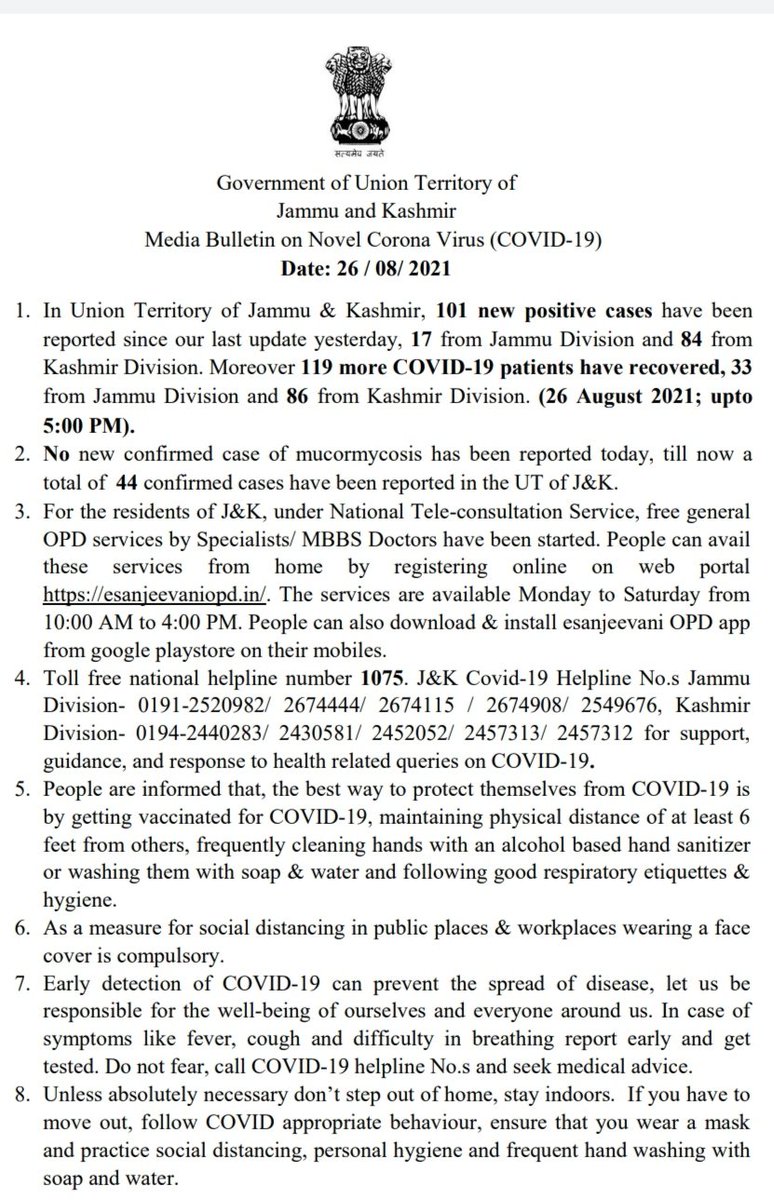 सत्यमेव जयते
Government of Union Territory of
Jammu and Kashmir
Media Bulletin on Novel Corona Virus (COVID-19)
Date: 26 / 08/ 2021
1. In Union Territory of Jammu & Kashmir, 101 new positive cases have been
reported since our last update yesterday, 17 from Jammu Division and 84 from
Kashmir Division. Moreover 119 more COVID-19 patients have recovered, 33
from Jammu Division and 86 from Kashmir Division. (26 August 2021; upto
5:00 PM).
2. No new confirmed case of mucormycosis has been reported today, till now a
total of 44 confirmed cases have been reported in the UT of J&K.
3. For the residents of J&K, under National Tele-consultation Service, free general
OPD services by Specialists/ MBBS Doctors have been started. People can avail
these services from home by registering online on web portal
https://esanjeevaniopd.in/. The services are available Monday to Saturday from
10:00 AM to 4:00 PM. People can also download & install esanjeevani OPD app
from google playstore on their mobiles.
4. Toll free national helpline number 1075. J&K Covid-19 Helpline No.s Jammu
Division- 0191-2520982/ 2674444/ 2674115 / 2674908/ 2549676, Kashmir
Division- 0194-2440283/ 2430581/ 2452052/ 2457313/ 2457312 for support,
guidance, and response to health related queries on COVID-19.
5. People are informed that, the best way to protect themselves from COVID-19 is
by getting vaccinated for COVID-19, maintaining physical distance of at least 6
feet from others, frequently cleaning hands with an alcohol based hand sanitizer
or washing them with soap & water and following good respiratory etiquettes &
hygiene.
6. As a measure for social distancing in public places & workplaces wearing a face
cover is compulsory.
7. Early detection of COVID-19 can prevent the spread of disease, let us be
responsible for the well-being of ourselves and everyone around us. In case of
symptoms like fever, cough and difficulty in breathing report early and get
tested. Do not fear, call COVID-19 helpline No.s and seek medical advice.
8. Unless absolutely necessary don’t step out of home, stay indoors. If you have to
move out, follow COVID appropriate behaviour, ensure that you wear a mask
and practice social distancing, personal hygiene and frequent hand washing with
soap and water.